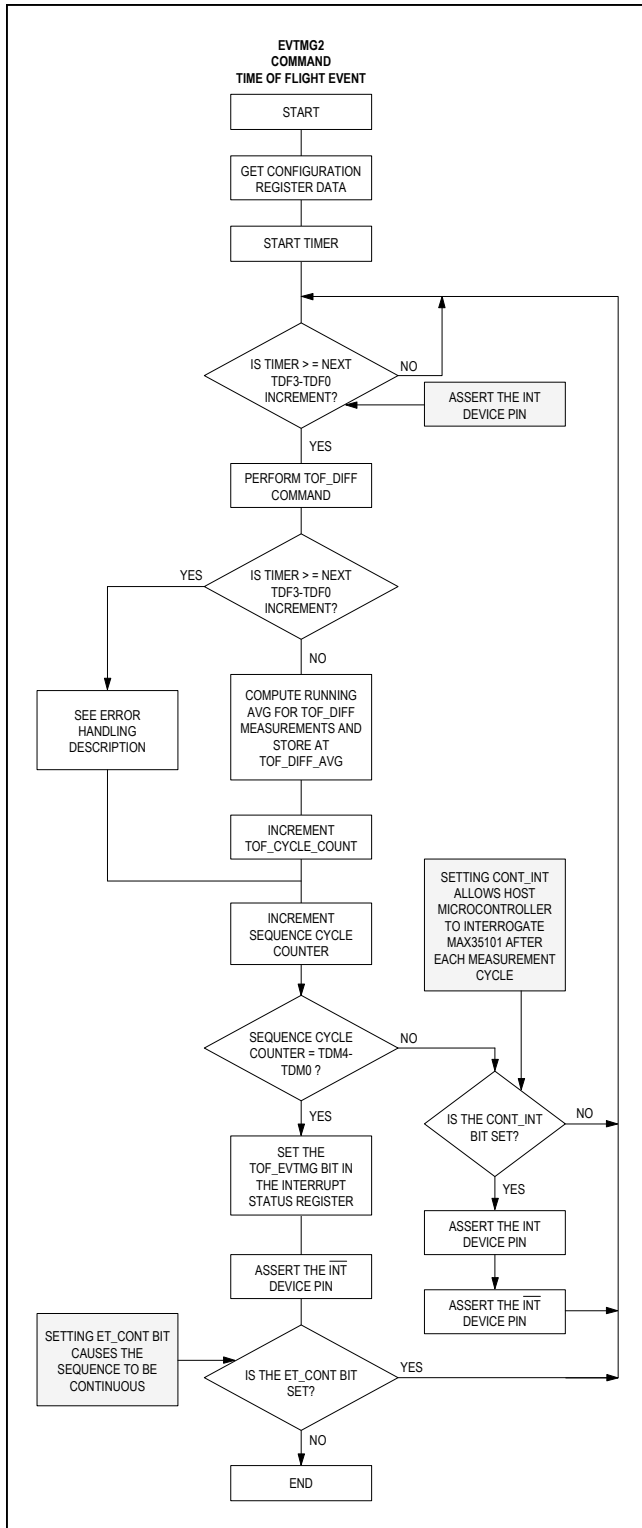 EVTMG2
COMMAND
TIME OF FLIGHT EVENT
START
GET CONFIGURATION
REGISTER DATA
START TIMER
IS TIMER > = NEXT
TDF3-TDF0
INCREMENT?
NO
ASSERT THE INT
DEVICE PIN
YES
PERFORM TOF_DIFF
COMMAND
YES
IS TIMER > = NEXT
TDF3-TDF0
INCREMENT?
NO
SEE ERROR
HANDLING
DESCRIPTION
COMPUTE RUNNING
AVG FOR TOF_DIFF
MEASUREMENTS AND
STORE AT
TOF_DIFF_AVG
INCREMENT
TOF_CYCLE_COUNT
SETTING CONT_INT
ALLOWS HOST
MICROCONTROLLER
TO INTERROGATE
MAX35101 AFTER
EACH MEASUREMENT
CYCLE
INCREMENT
SEQUENCE CYCLE
COUNTER
SEQUENCE CYCLE
COUNTER = TDM4-
TDM0 ?
NO
IS THE CONT_INT
BIT SET?
NO
YES
SET THE
TOF_EVTMG BIT IN
THE INTERRUPT
STATUS REGISTER
YES
ASSERT THE INT
DEVICE PIN
ASSERT THE I̅N̅T̅
DEVICE PIN
ASSERT THE I̅N̅T̅
DEVICE PIN
SETTING ET_CONT BIT
CAUSES THE
SEQUENCE TO BE
CONTINUOUS
IS THE ET_CONT BIT
SET?
YES
NO
END